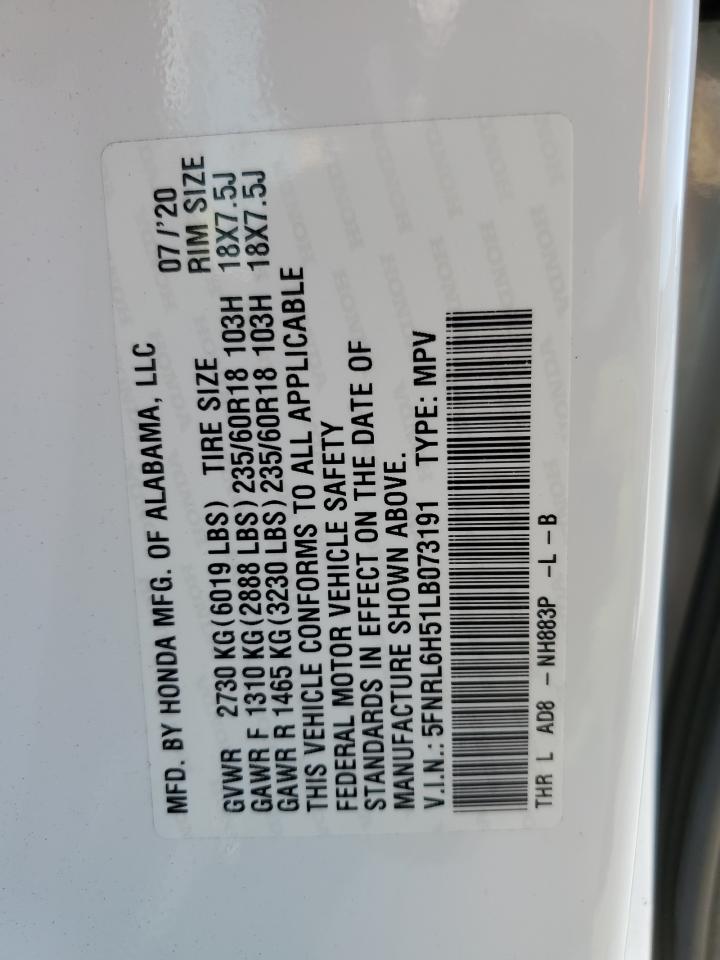 MFD. BY HONDA MFG. OF ALABAMA, LLC 07/'20
GVWR 2730 KG(6019 LBS) TIRE SIZE RIM SIZE
GAWR F 1310 KG(2888 LBS)235/60R18 103H 18X7.5J
GAWR R 1465 KG(3230 LBS)235/60R18 103H 18X7.5J
THIS VEHICLE CONFORMS TO ALL APPLICABLE
FEDERAL MOTOR VEHICLE SAFETY
STANDARDS IN EFFECT ON THE DATE OF
MANUFACTURE SHOWN ABOVE.
V.I.N.:5FNRL6H51LB073191 TYPE: MPV
THR L AD8 -NH883P -L-B